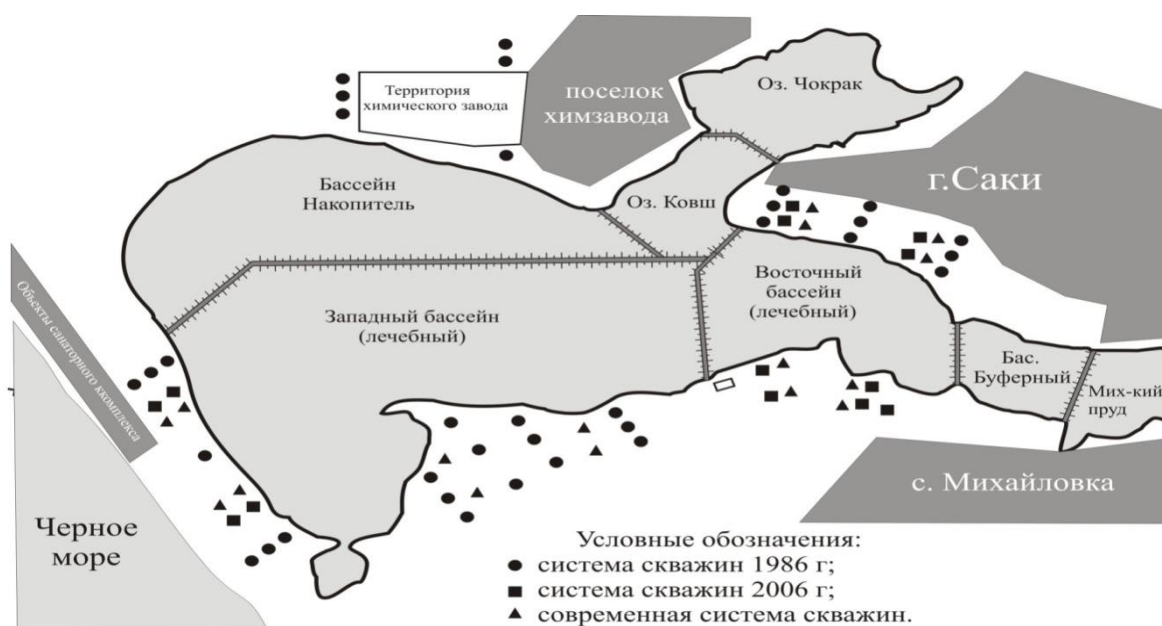 Территория
химического завода
поселок
химзавода
Оз. Чокрак
г.Саки
Бассейн
Накопитель
Оз. Ковш
Восточный
бассейн
(лечебный)
Западный бассейн
(лечебный)
Объекты санаторного ккомплекса
Бас.
Буферный
Мих-кий
пруд
с. Михайловка
Черное
море
Условные обозначения:
система скважин 1986 г;
система скважин 2006 г;
современная система скважин.